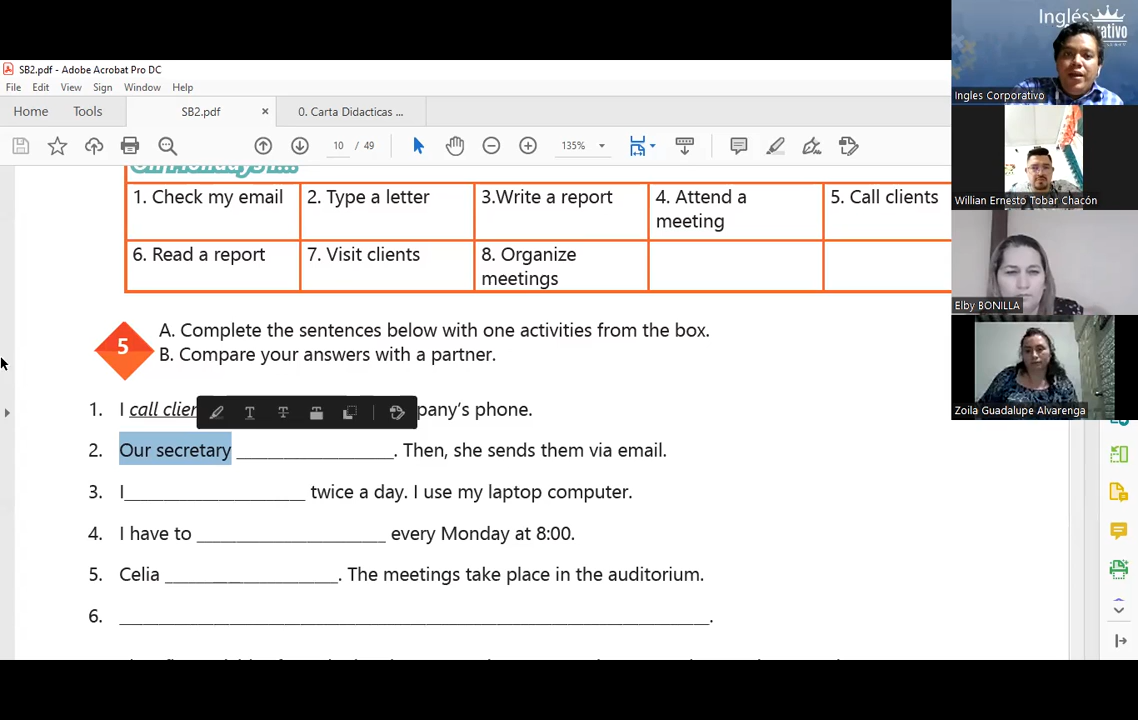 SB2.pdf - Adobe Acrobat Pro DC
File Edit View Sign Window Help
Home Tools SB2.pdf × 0. Carta Didacticas ...
10 / 49 135%
1. Check my email 2. Type a letter 3.Write a report 4. Attend a meeting 5. Call clients
6. Read a report 7. Visit clients 8. Organize meetings
5
A. Complete the sentences below with one activities from the box.
B. Compare your answers with a partner.
1. I call phone.
2. Our secretary __________________. Then, she sends them via email.
3. I____________________ twice a day. I use my laptop computer.
4. I have to _____________________ every Monday at 8:00.
5. Celia ___________________. The meetings take place in the auditorium.
6. ______________________________________________________________.
Inglés
Ingles Corporativo
Willian Ernesto Tobar Chacón
Elby BONILLA
Zoila Guadalupe Alvarenga